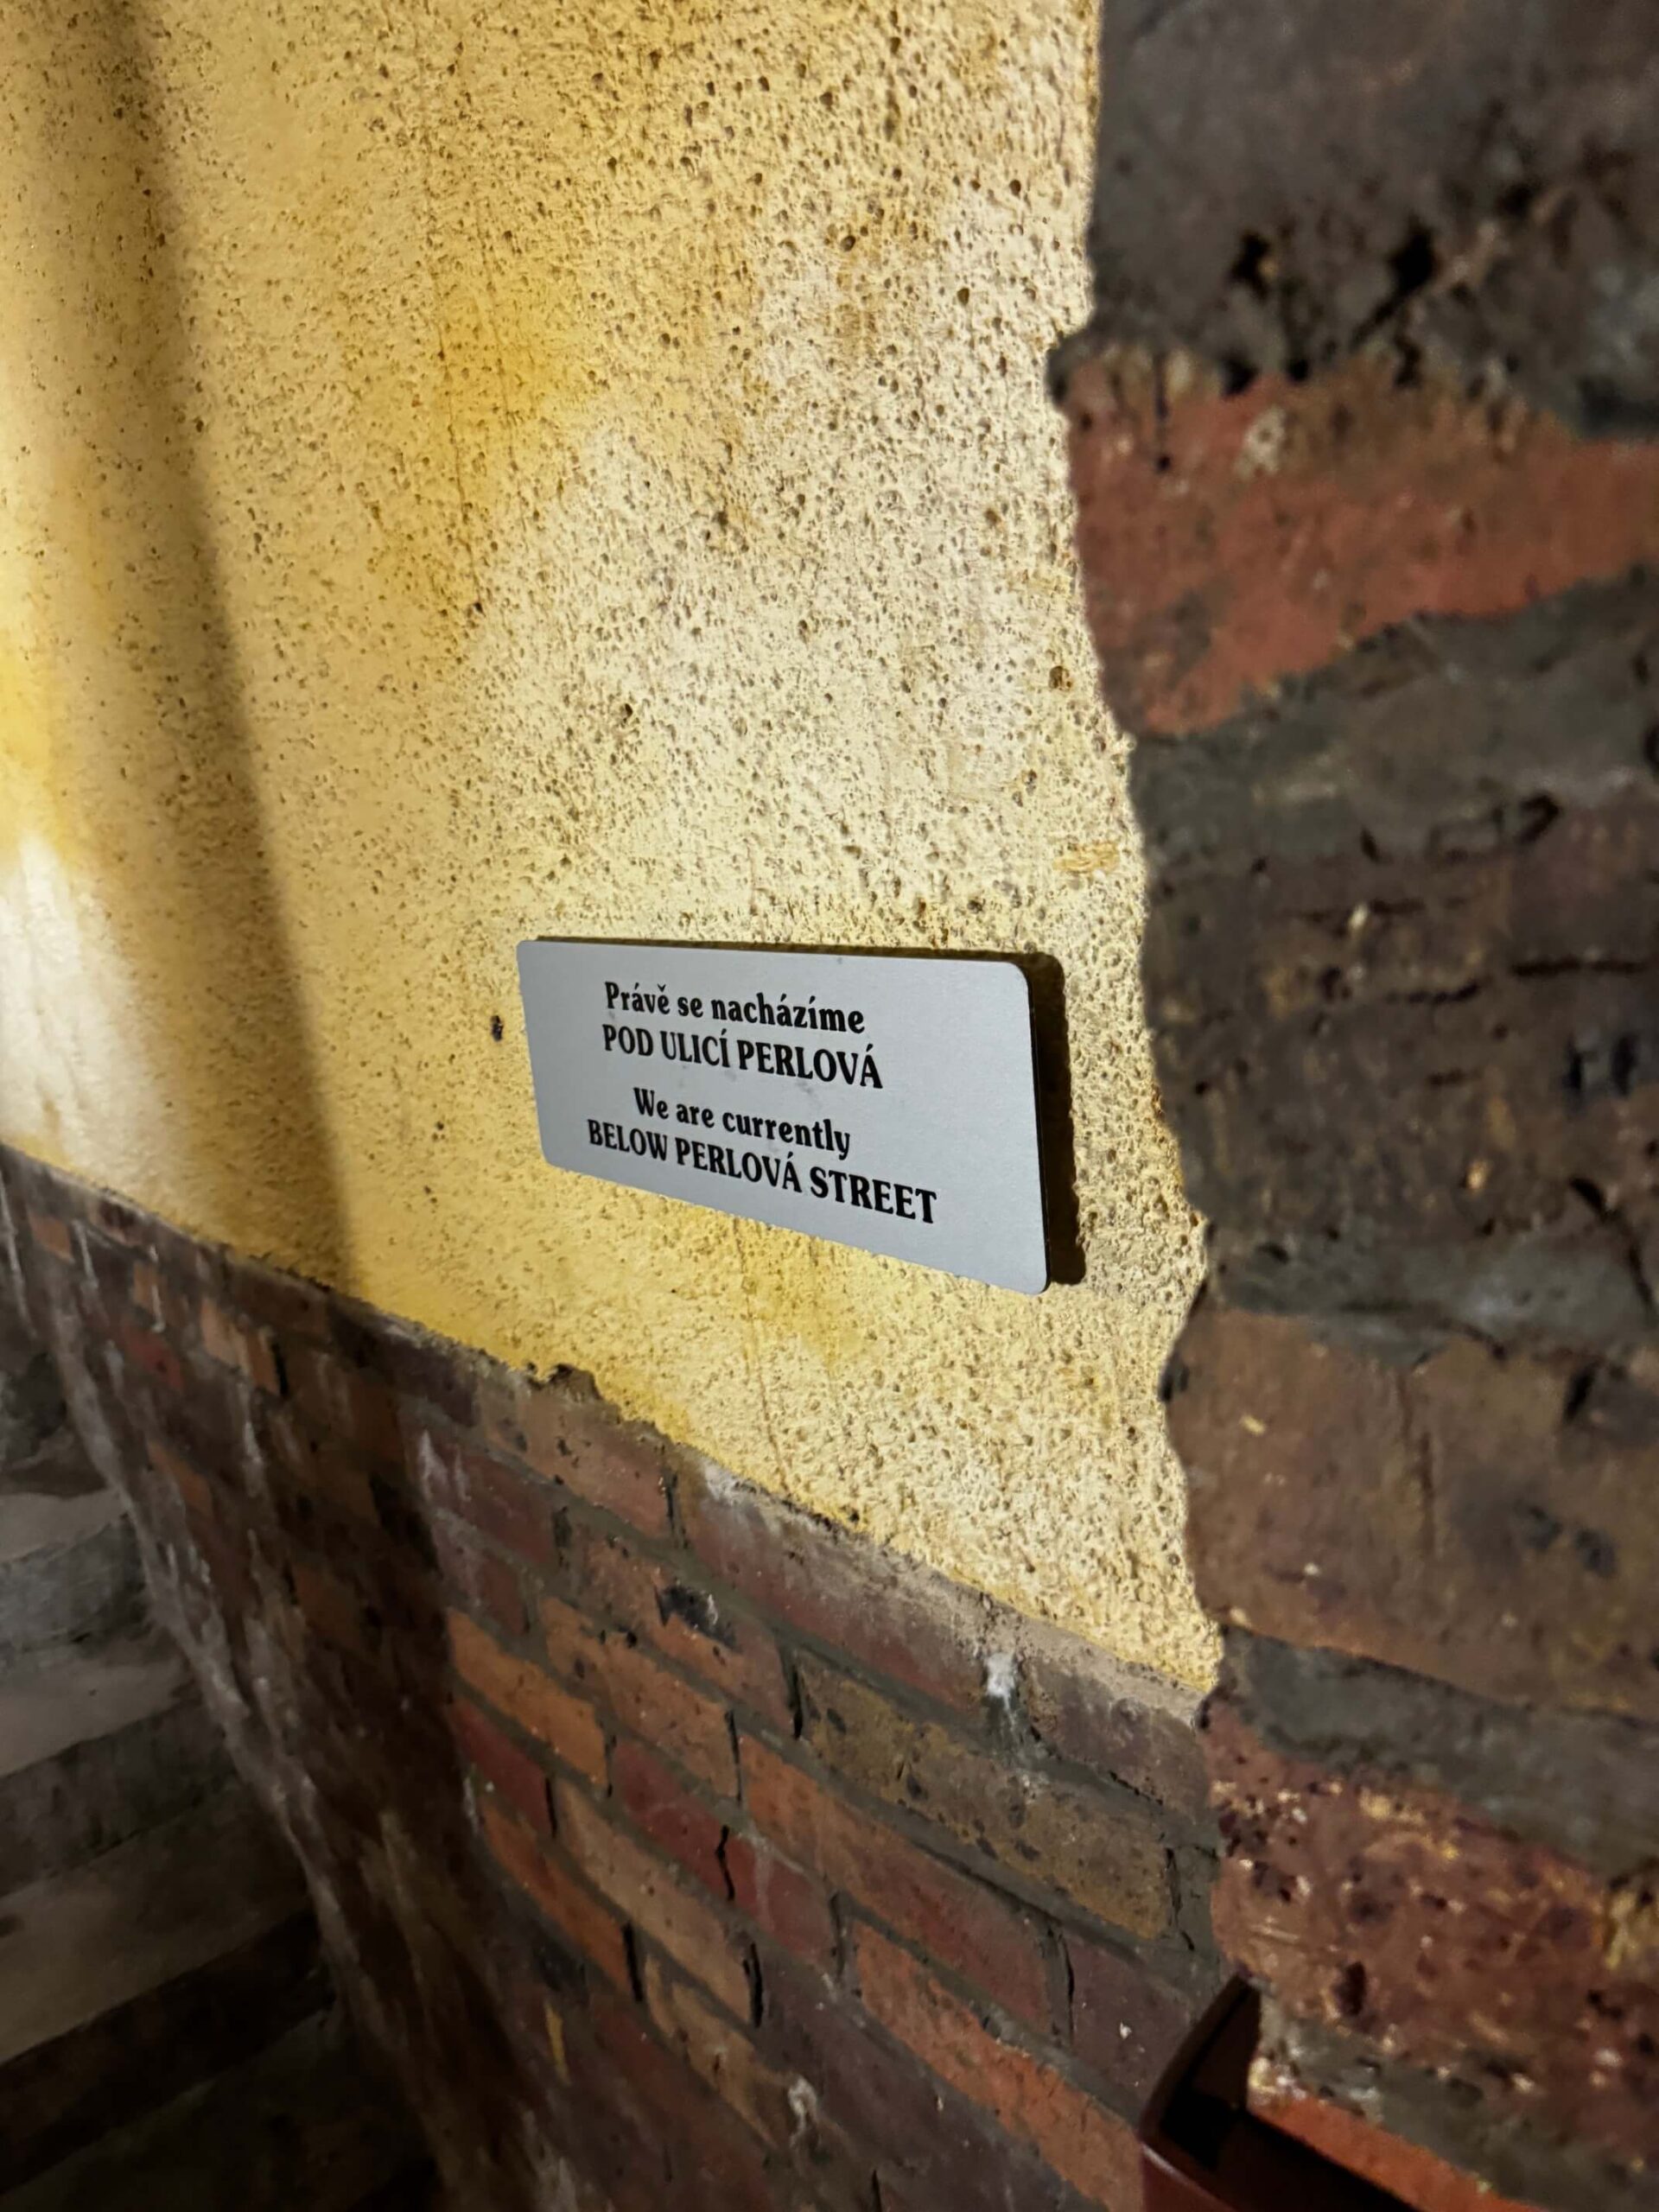 Právě se nacházíme
POD ULICÍ PERLOVÁ
We are currently
BELOW PERLOVÁ STREET